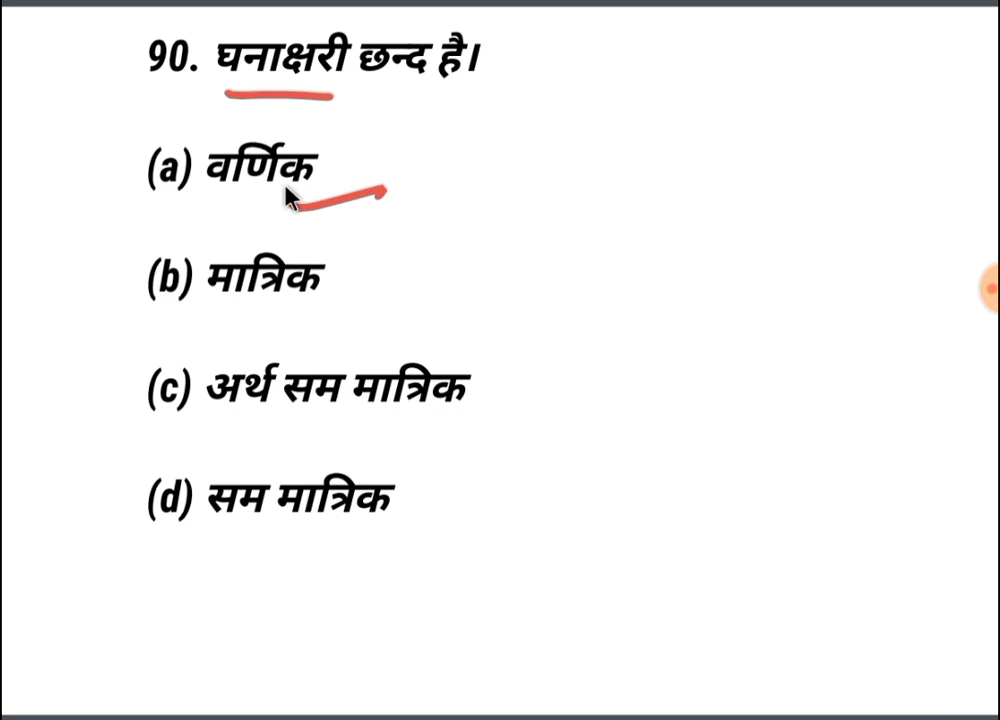 90. घनाक्षरी छन्द है।
(a) वर्णिक
(b) मात्रिक
(c) अर्थ सम मात्रिक
(d) सम मात्रिक